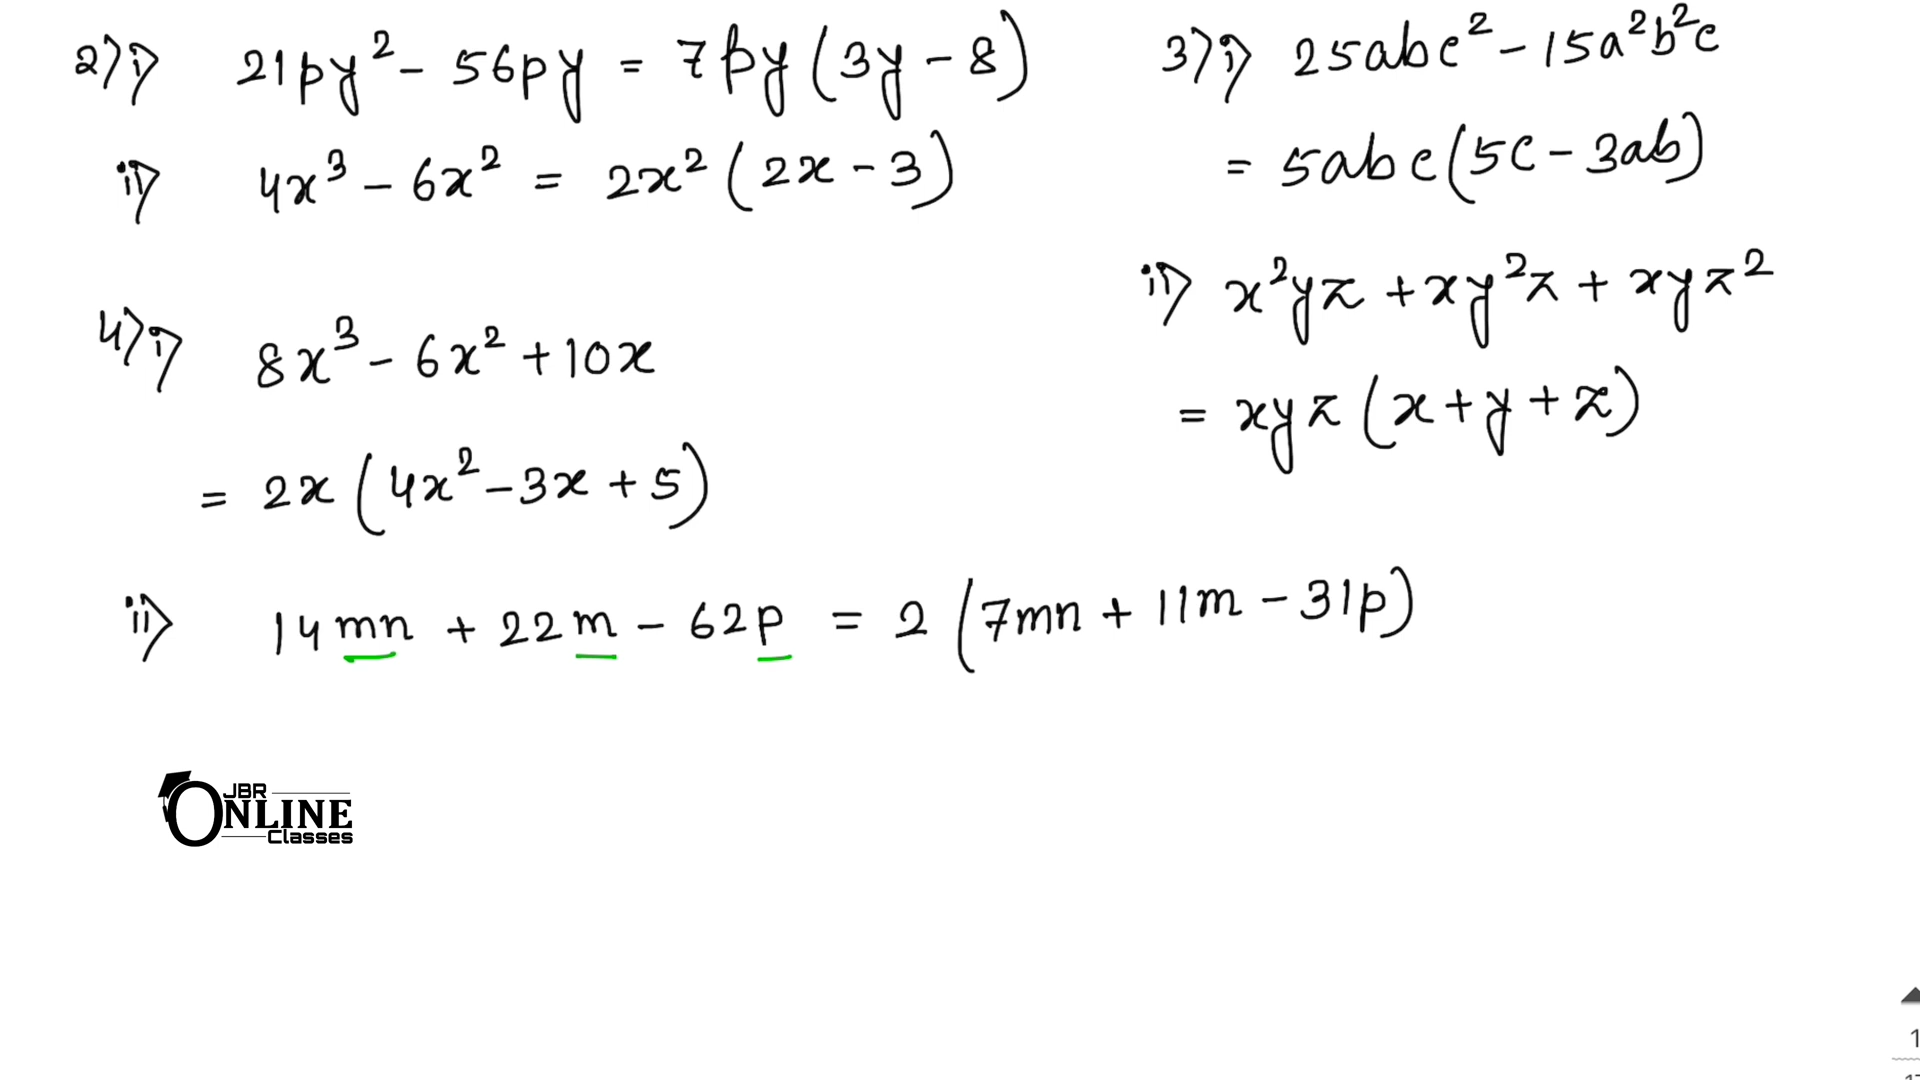 2) i) 21py² - 56py = 7py (3y - 8)
ii) 4x³ - 6x² = 2x² (2x - 3)
4) i) 8x³ - 6x² + 10x
= 2x (4x² - 3x + 5)
3) i) 25abc² - 15a²b²c
= 5abc (5c - 3ab)
ii) x²yz + xy²z + xyz²
= xyz (x + y + z)
ii) 14mn + 22m - 62p = 2 (7mn + 11m - 31p)
JBR
ONLINE
Classes
1